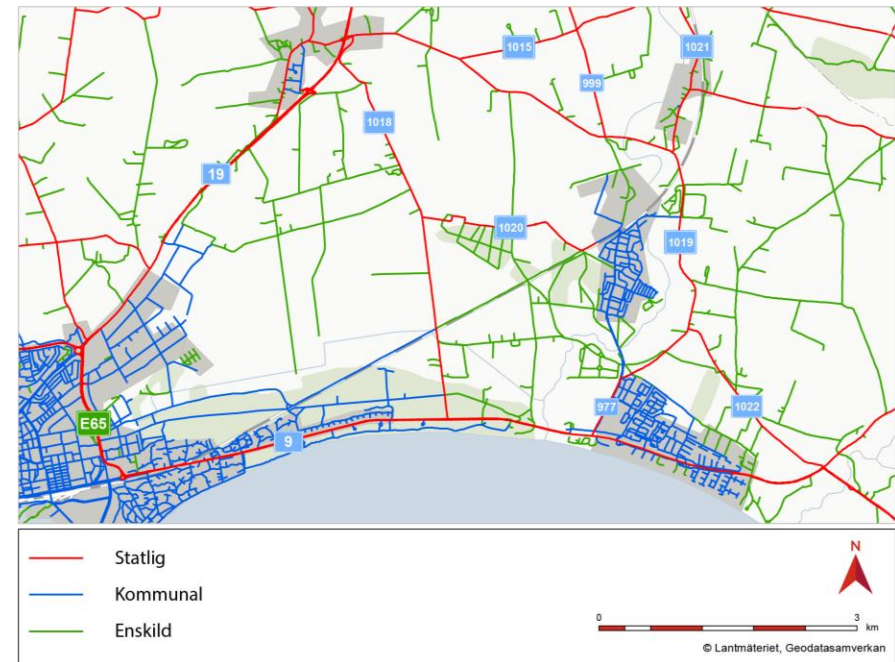 1015
1021
999
1018
19
1020
1019
977
1022
E65
9
Statlig
Kommunal
Enskild
N
0 3
km
© Lantmäteriet, Geodatasamverkan